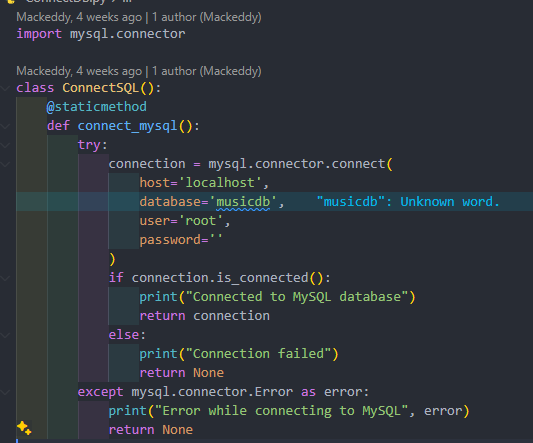 ConnectDb.py > ...
Mackeddy, 4 weeks ago | 1 author (Mackeddy)
import mysql.connector
Mackeddy, 4 weeks ago | 1 author (Mackeddy)
class ConnectSQL():
    @staticmethod
    def connect_mysql():
        try:
            connection = mysql.connector.connect(
                host='localhost',
                database='musicdb',    "musicdb": Unknown word.
                user='root',
                password=''
            )
            if connection.is_connected():
                print("Connected to MySQL database")
                return connection
            else:
                print("Connection failed")
                return None
        except mysql.connector.Error as error:
            print("Error while connecting to MySQL", error)
            return None